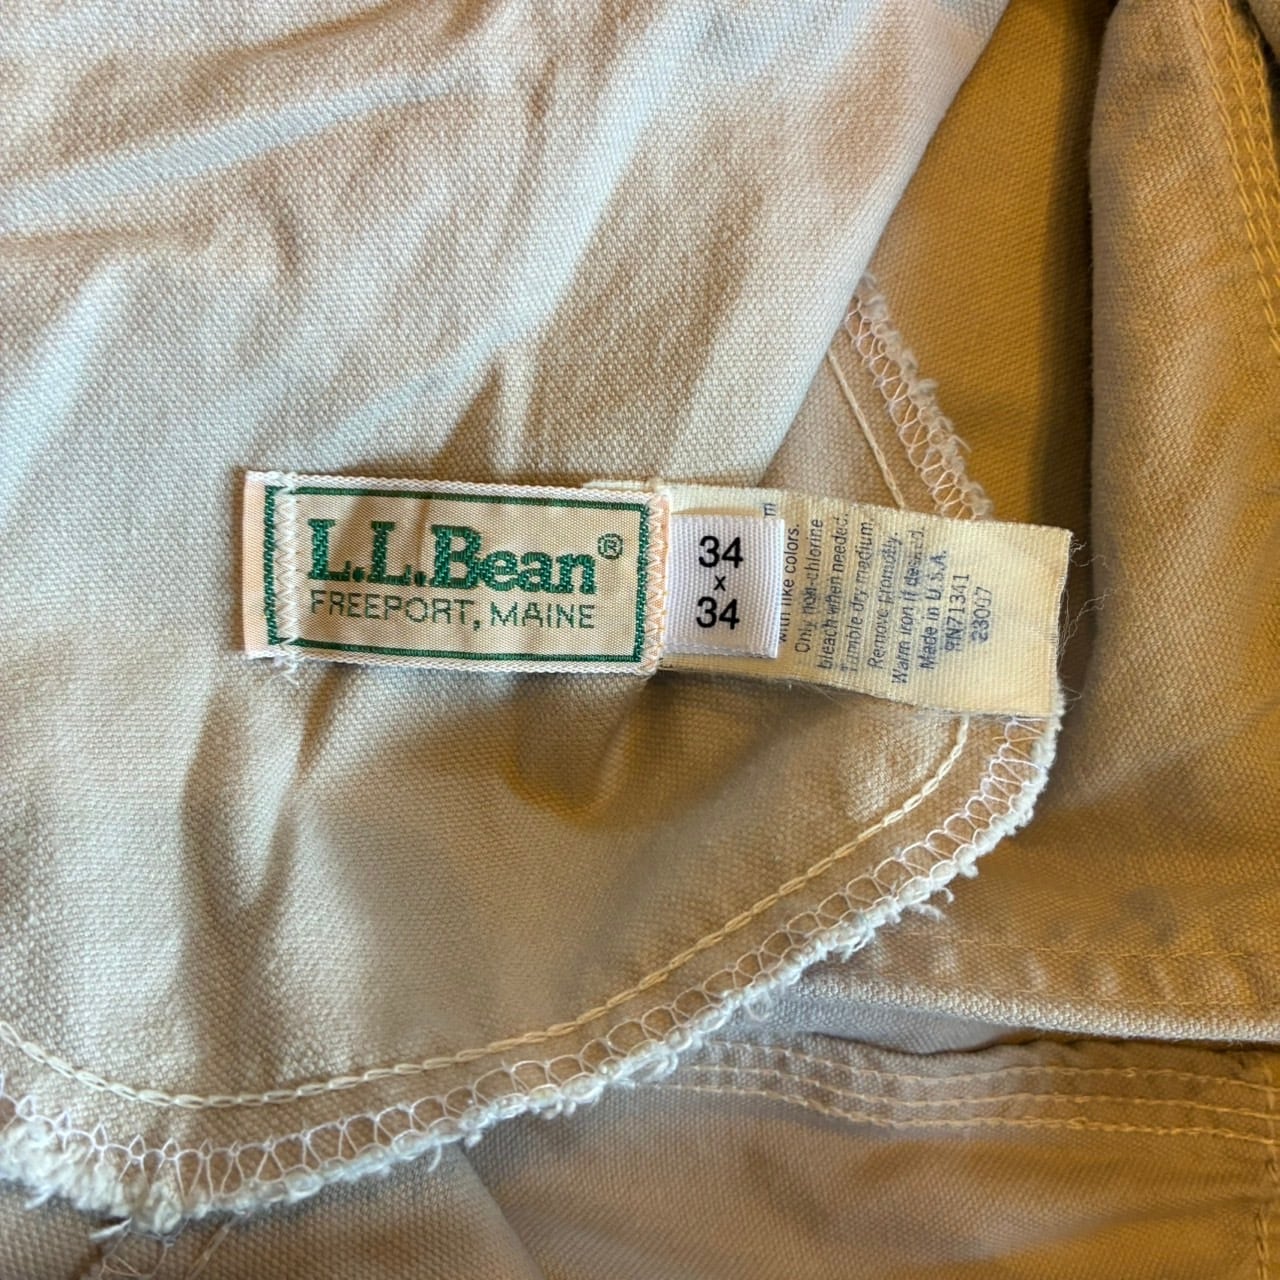 L.L.Bean®
FREEPORT, MAINE
34
x
34
with like colors.
Only non-chlorine
bleach when needed.
Tumble dry medium.
Remove promptly.
Warm iron if desired.
Made in U.S.A.
RN71341
23087